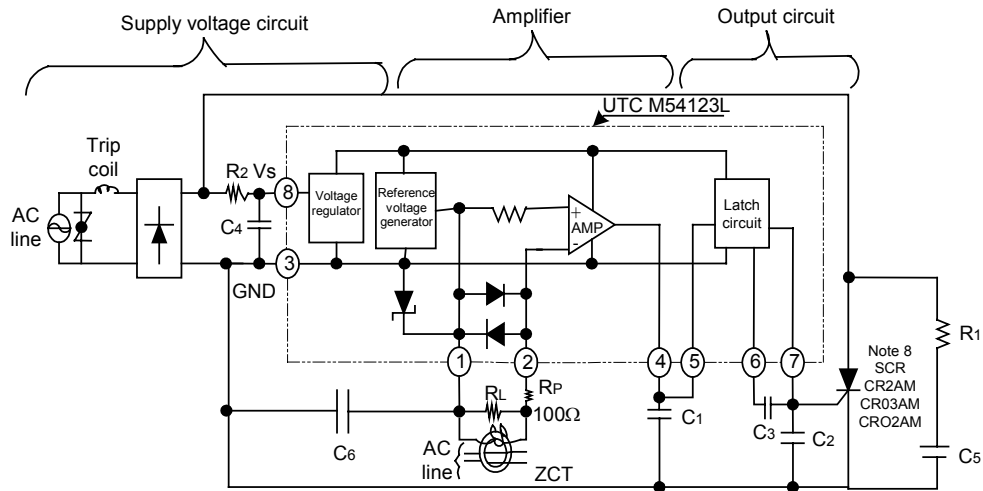 Supply voltage circuit
Amplifier
Output circuit
UTC M54123L
Trip
coil
R2 Vs
8
Voltage
regulator
Reference
voltage
generator
+
AMP
-
Latch
circuit
AC
line
C4
3
GND
1
2
4
5
6
7
R1
Note 8
SCR
CR2AM
CR03AM
CRO2AM
RL
RP
100Ω
C6
AC
line
ZCT
C1
C3
C2
C5